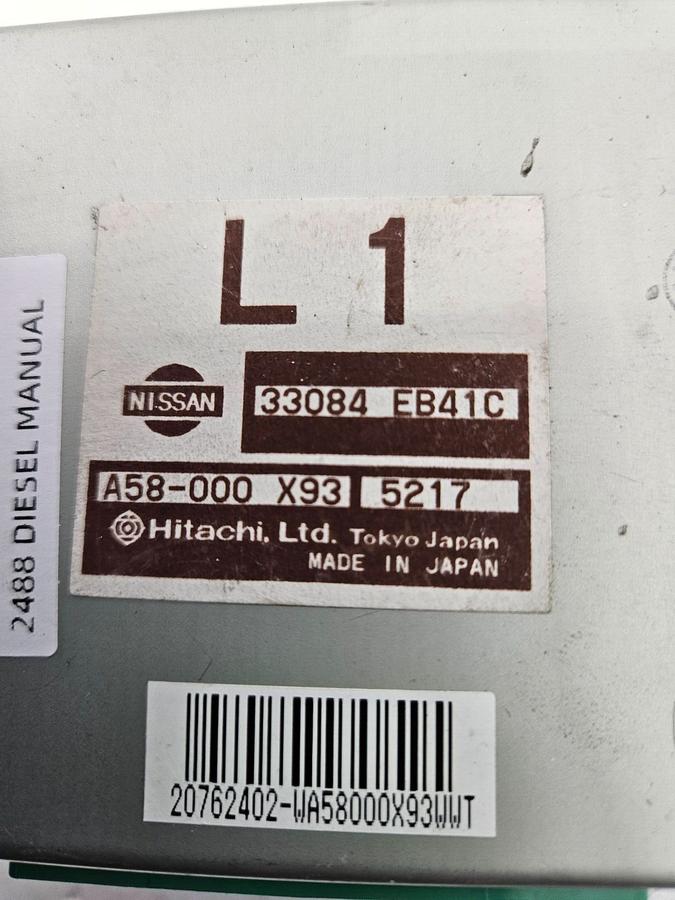 L 1
NISSAN
33084 EB41C
A58-000 X93 5217
Hitachi, Ltd. Tokyo Japan
MADE IN JAPAN
2488 DIESEL MANUAL
20762402-WA58000X93WWT